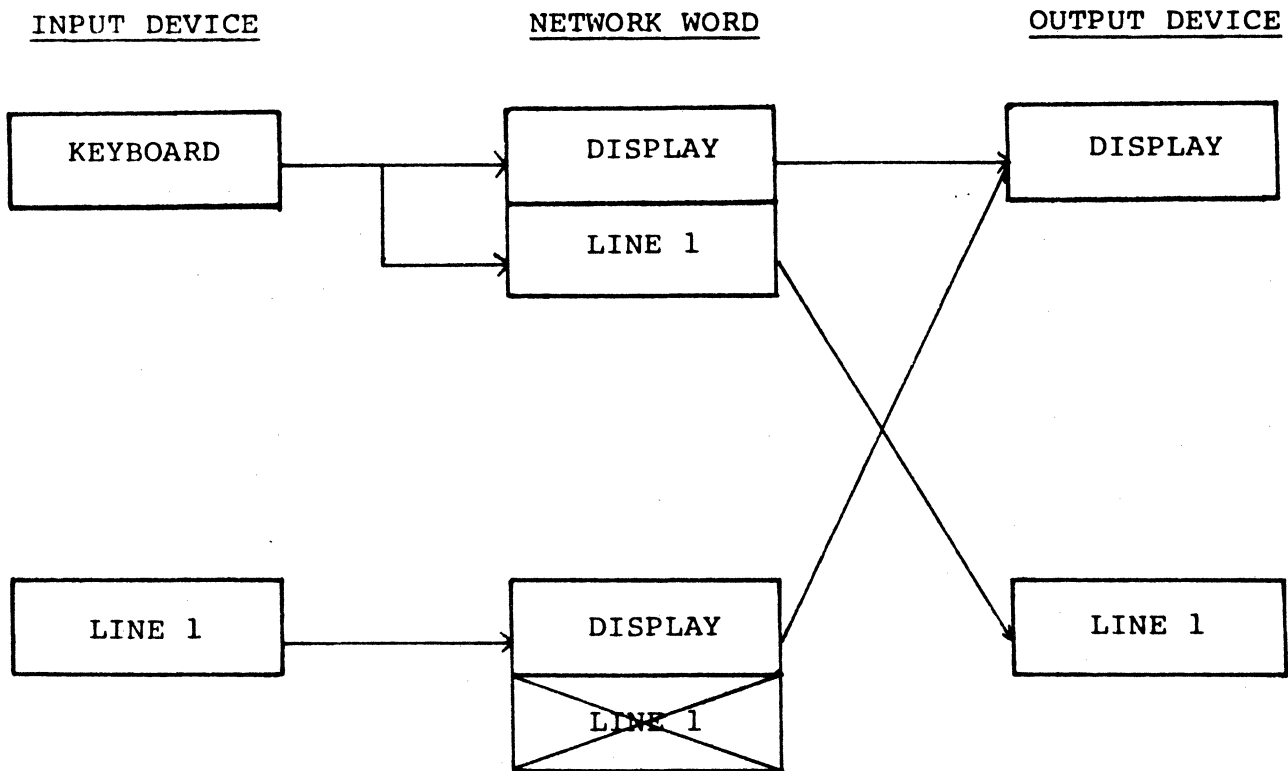 INPUT DEVICE NETWORK WORD OUTPUT DEVICE
KEYBOARD DISPLAY DISPLAY
LINE 1
LINE 1 DISPLAY LINE 1
LINE 1